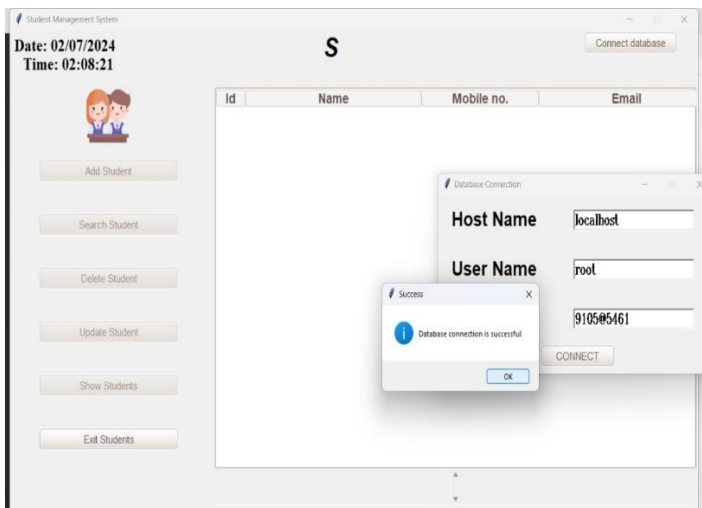 Student Management System
Date: 02/07/2024
Time: 02:08:21
S
Connect database
Id Name Mobile no. Email
Add Student
Search Student
Delete Student
Update Student
Show Students
Exit Students
Database Connection
Host Name localhost
User Name root
9105@5461
CONNECT
Success
Database connection is successful
OK